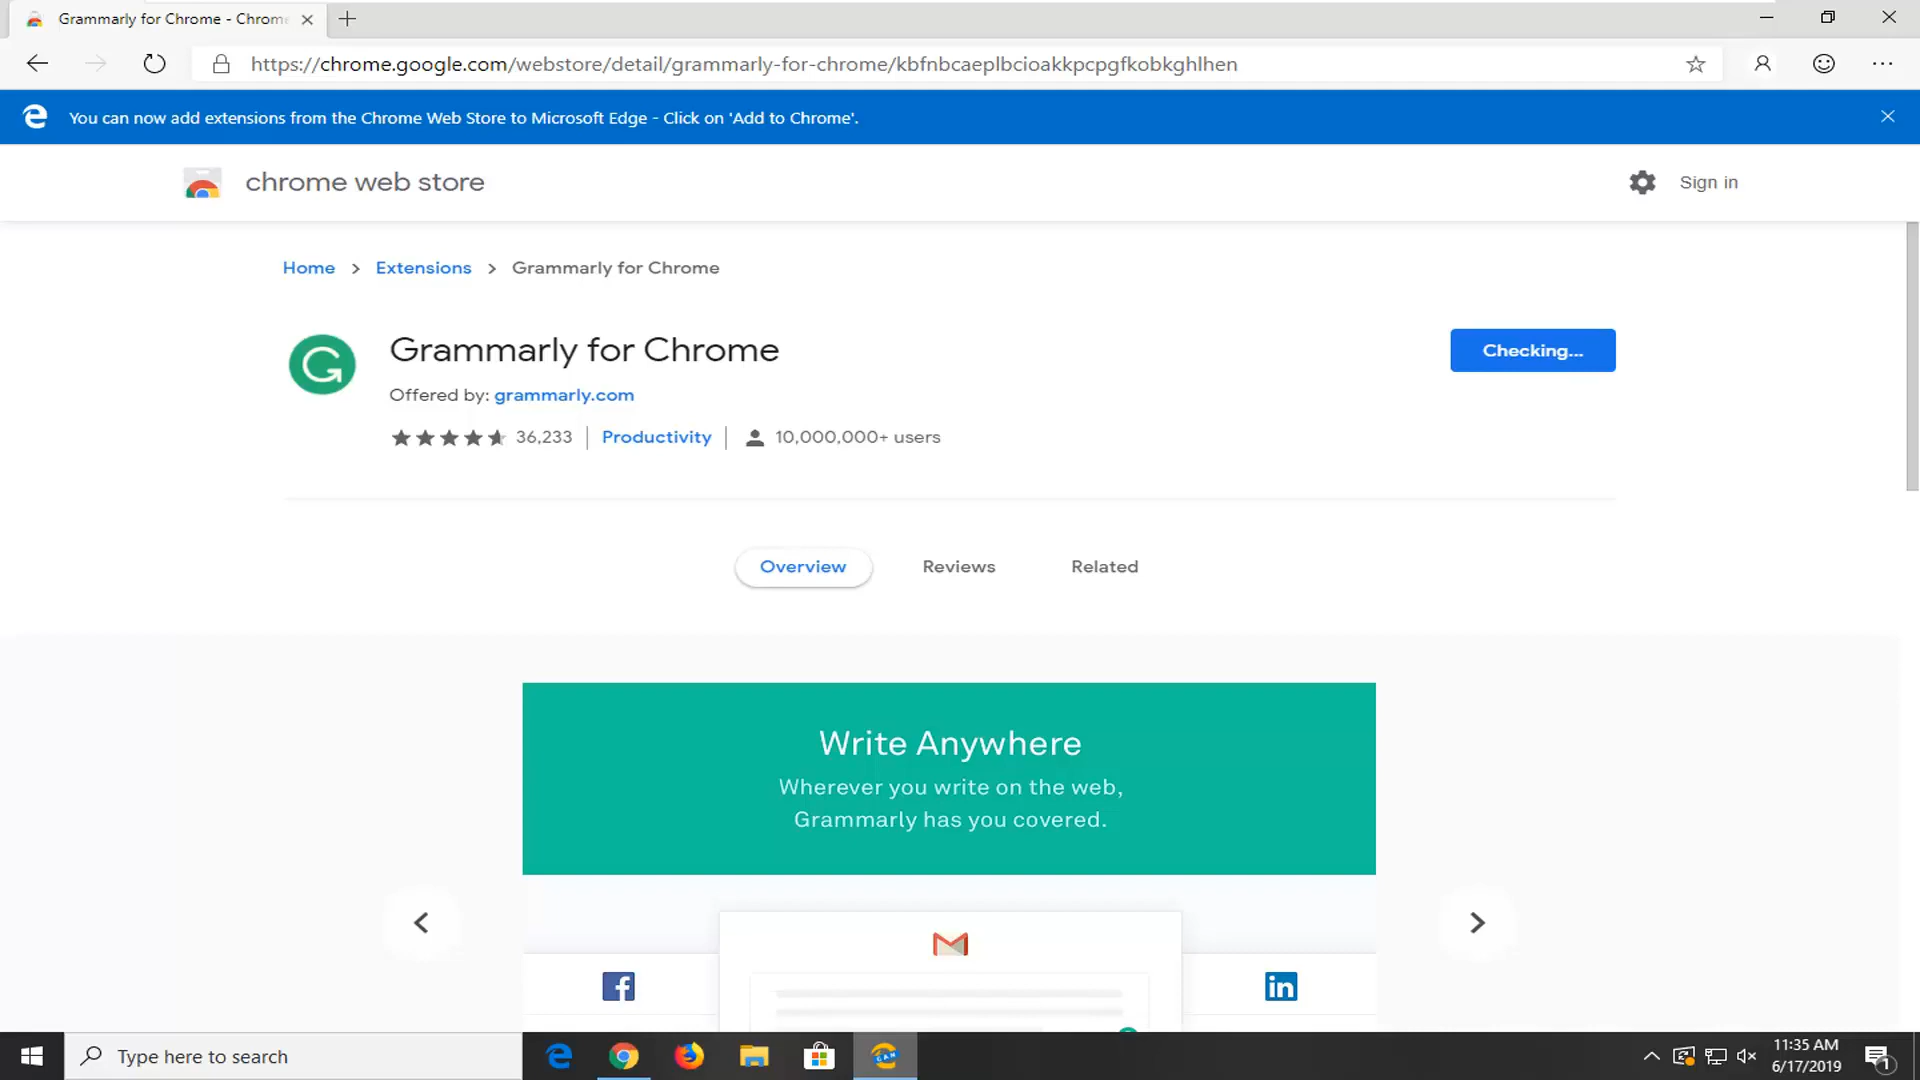 Grammarly for Chrome - Chrome
https://chrome.google.com/webstore/detail/grammarly-for-chrome/kbfnbcaeplbcioakkpcpgfkobkghlhen
You can now add extensions from the Chrome Web Store to Microsoft Edge - Click on 'Add to Chrome'.
chrome web store
Sign in
Home > Extensions > Grammarly for Chrome
Grammarly for Chrome
Checking...
Offered by: grammarly.com
36,233 | Productivity | 10,000,000+ users
Overview
Reviews
Related
Write Anywhere
Wherever you write on the web,
Grammarly has you covered.
Type here to search
CAN
11:35 AM
6/17/2019
1